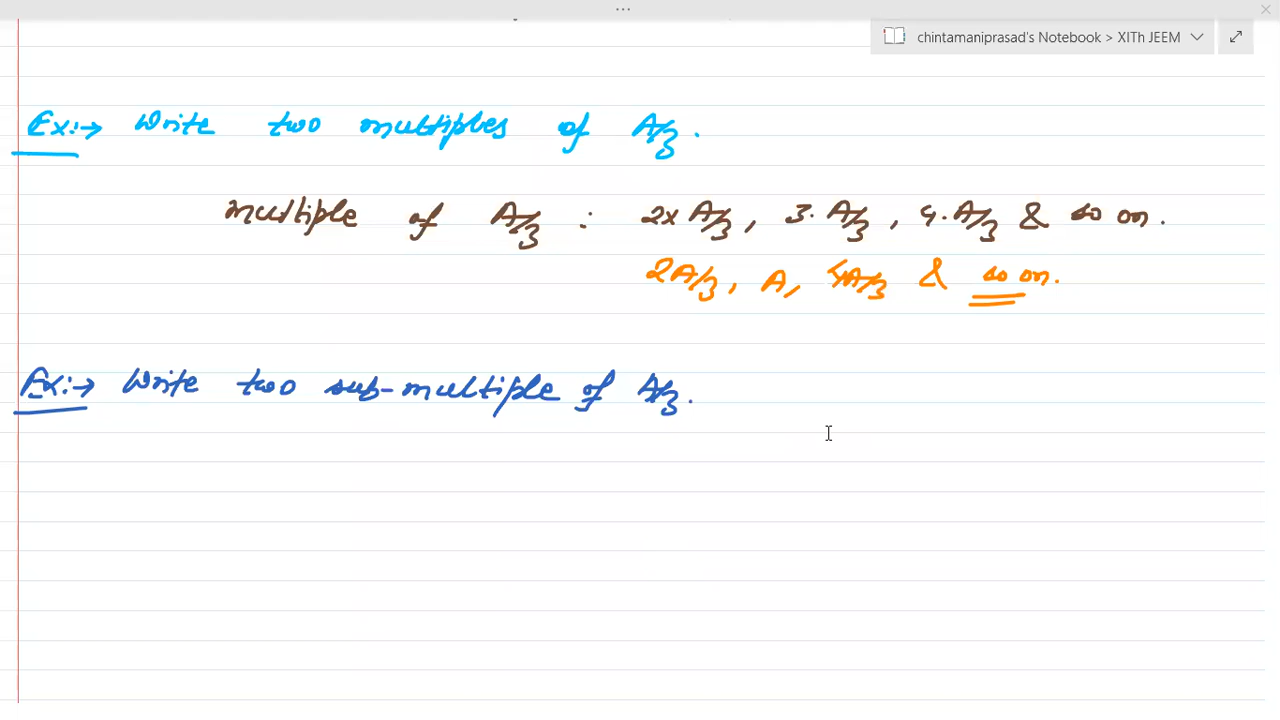 chintamaniprasad's Notebook > XITh JEEM
Ex:→ Write two multiples of A/3.
multiple of A/3 : 2x A/3, 3. A/3, 4. A/3 & so on.
2A/3, A, 4A/3 & so on.
Ex:→ Write two sub-multiple of A/3.